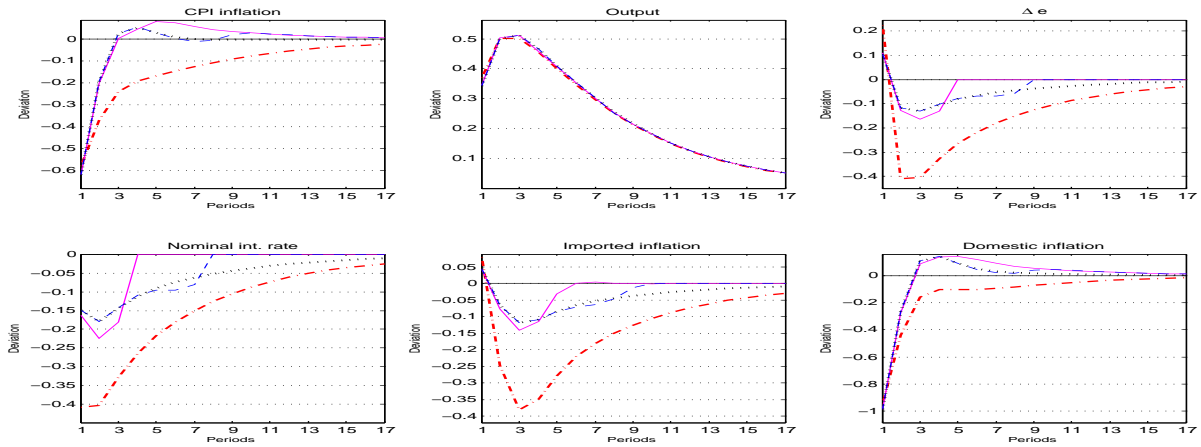 CPI inflation
Deviation
0
−0.1
−0.2
−0.3
−0.4
−0.5
−0.6
1 3 5 7 9 11 13 15 17
Periods
Output
Deviation
0.5
0.4
0.3
0.2
0.1
1 3 5 7 9 11 13 15 17
Periods
Δ e
Deviation
0.2
0.1
0
−0.1
−0.2
−0.3
−0.4
1 3 5 7 9 11 13 15 17
Periods
Nominal int. rate
Deviation
0
−0.05
−0.1
−0.15
−0.2
−0.25
−0.3
−0.35
−0.4
1 3 5 7 9 11 13 15 17
Periods
Imported inflation
Deviation
0.05
0
−0.05
−0.1
−0.15
−0.2
−0.25
−0.3
−0.35
−0.4
1 3 5 7 9 11 13 15 17
Periods
Domestic inflation
Deviation
0
−0.2
−0.4
−0.6
−0.8
−1
1 3 5 7 9 11 13 15 17
Periods